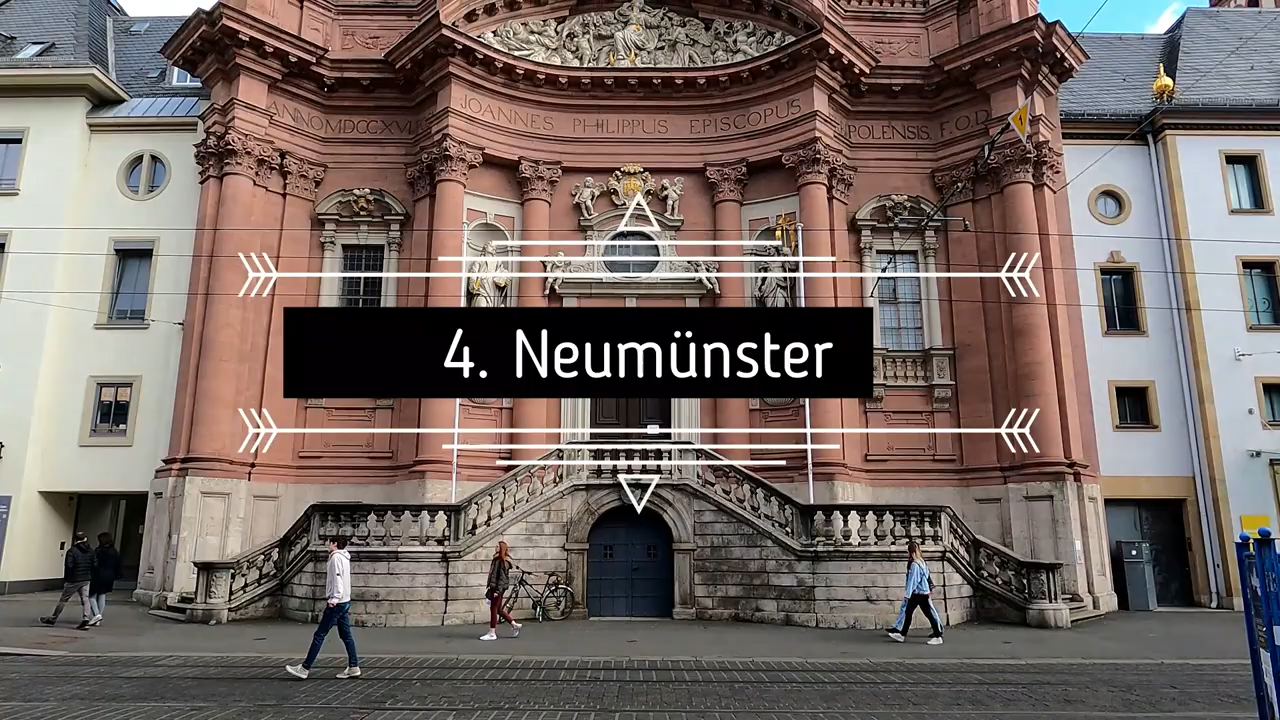 ANNO MDCCXVI JOANNES PHILIPPUS EPISCOPUS POLENSIS, F. O. D.
4. Neumünster